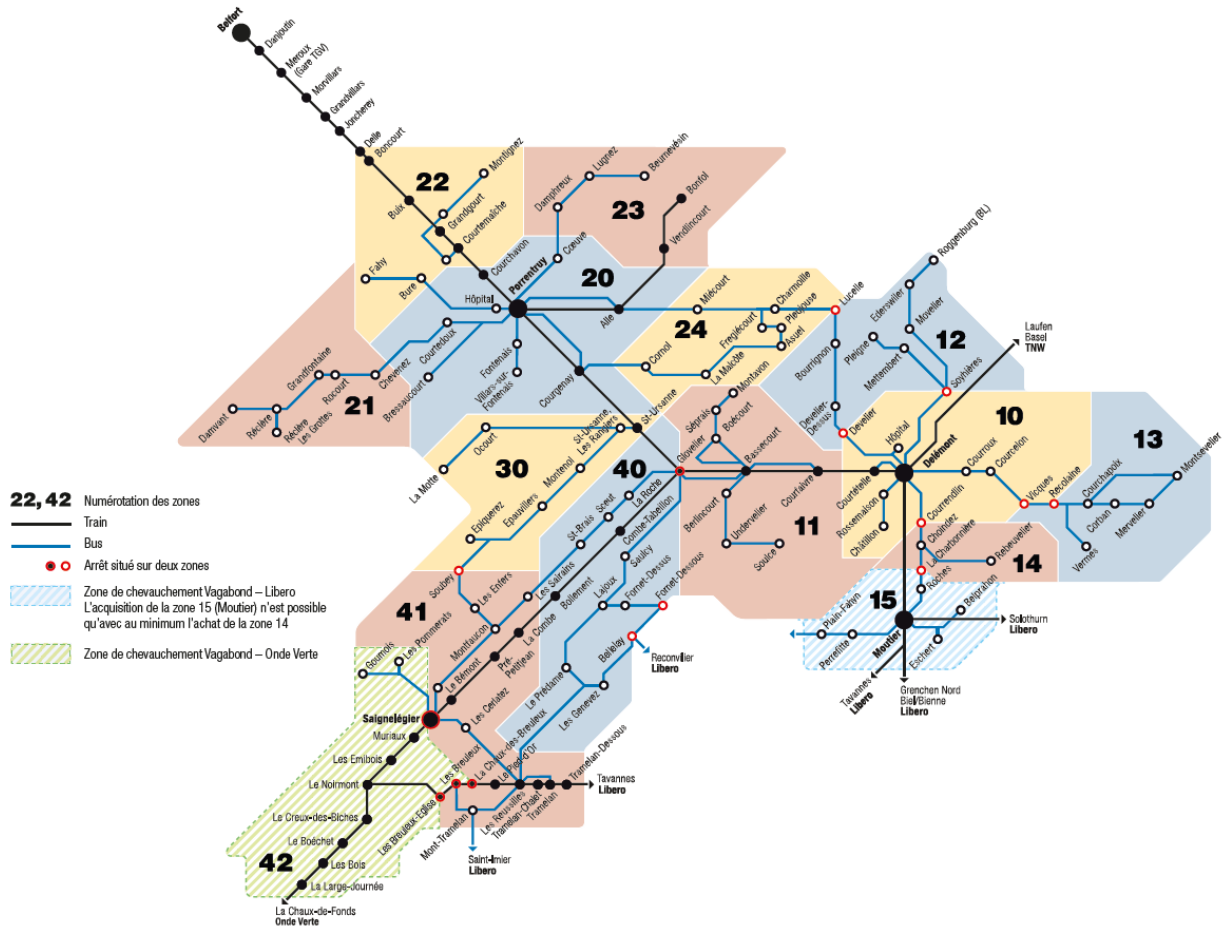 Belfort
Danjoutin
Meroux
(Gare TGV)
Morvillars
Grandvillars
Joncherey
Delle
Boncourt
22
Montignez
Buix
Grandgourt
Courtemaîche
Courchavon
Fahy
Bure
23
Damphreux
Lugnez
Beurnevésin
Bonfol
Vendlincourt
Cœuve
20
Porrentruy
Hôpital
Alle
Courtedoux
Chevenez
Bressaucourt
Fontenais
Villars-sur-
Fontenais
Courgenay
21
Grandfontaine
Rocourt
Réclère
Les Grottes
Réclère
Damvant
24
Miécourt
Charmoille
Fregiécourt
Pleujouse
Asuel
La Malcôte
Cornol
Lucelle
12
Roggenburg (BL)
Ederswiler
Movelier
Pleigne
Mettembert
Soyhières
Bourrignon
Develier-
Dessus
Develier
Laufen
Basel
TNW
10
Hôpital
Delémont
Courroux
Courcelon
Courtételle
Rossemaison
Châtillon
Courrendlin
Vicques
Recolaine
13
Courchapoix
Montsevelier
Corban
Mervelier
Vermes
14
Choindez
La Charbonnière
Rebeuvelier
Roches
15
Belprahon
Plain-Fahyn
Perrefitte
Moutier
Eschert
Solothurn
Libero
Tavannes
Libero
Grenchen Nord
Biel/Bienne
Libero
30
St-Ursanne
St-Ursanne,
Les Rangiers
Ocourt
La Motte
Montenol
Epauvillers
Epiquerez
Soubey
11
Montavon
Séprais
Boécourt
Bassecourt
Glovelier
Courfaivre
Berlincourt
Undervelier
Soulce
40
La Roche
Sceut
St-Brais
Combe-Tabeillon
Saulcy
Lajoux
Fornet-Dessus
Fornet-Dessous
Bellelay
Reconvilier
Libero
Le Prédame
Les Genevez
41
Les Enfers
Les Sairains
Bollement
La Combe
Montfaucon
Pré-
Petitjean
Le Bémont
Les Cerlatez
Les Pommerats
Goumois
Saignelégier
Muriaux
Les Emibois
Le Noirmont
Le Creux-des-Biches
Le Boéchet
Les Bois
La Large-Journée
42
La Chaux-de-Fonds
Onde Verte
Les Breuleux-Eglise
Les Breuleux
La Chaux-des-Breuleux
Le Pied-d'Or
Mont-Tramelan
Les Reussilles
Tramelan-Chalet
Tramelan
Tramelan-Dessous
Tavannes
Libero
Saint-Imier
Libero
22, 42 Numérotation des zones
Train
Bus
Arrêt situé sur deux zones
Zone de chevauchement Vagabond – Libero
L'acquisition de la zone 15 (Moutier) n'est possible
qu'avec au minimum l'achat de la zone 14
Zone de chevauchement Vagabond – Onde Verte